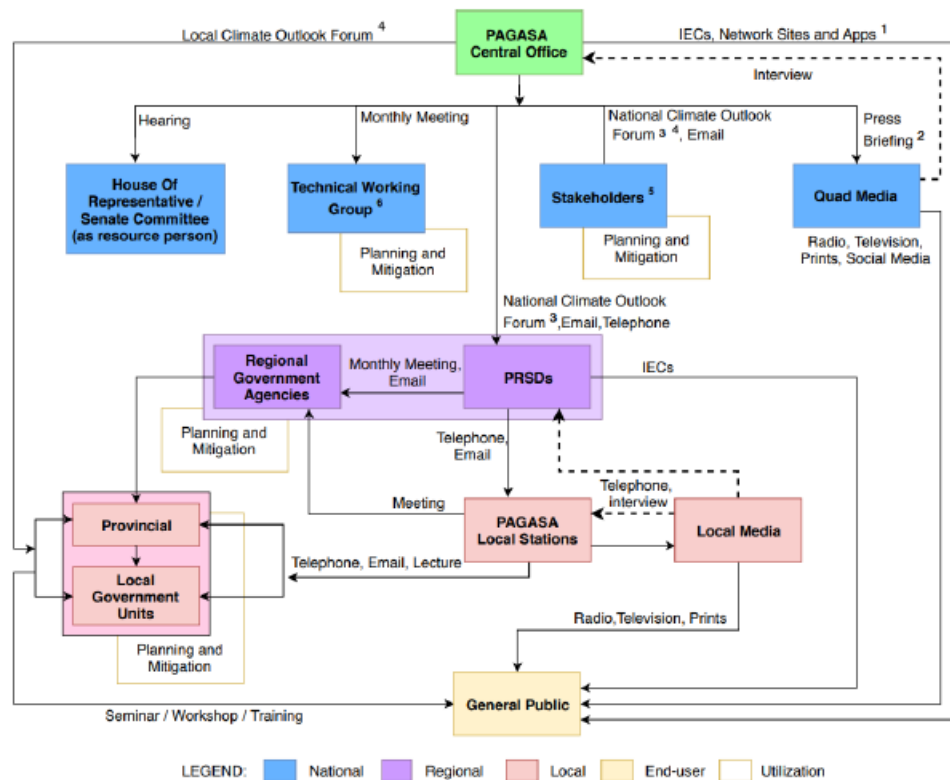 Local Climate Outlook Forum 4
PAGASA
Central Office
IECs, Network Sites and Apps 1
Interview
Hearing
Monthly Meeting
National Climate Outlook
Forum 3 4, Email
Press
Briefing 2
House Of
Representative /
Senate Committee
(as resource person)
Technical Working
Group 6
Stakeholders 5
Quad Media
Planning and
Mitigation
Planning and
Mitigation
Radio, Television,
Prints, Social Media
National Climate Outlook
Forum 3,Email,Telephone
Regional
Government
Agencies
Monthly Meeting,
Email
PRSDs
IECs
Planning and
Mitigation
Telephone,
Email
Telephone,
interview
Meeting
Provincial
PAGASA
Local Stations
Local Media
Local
Government
Units
Telephone, Email, Lecture
Radio,Television, Prints
Planning and
Mitigation
General Public
Seminar / Workshop / Training
LEGEND:
National
Regional
Local
End-user
Utilization